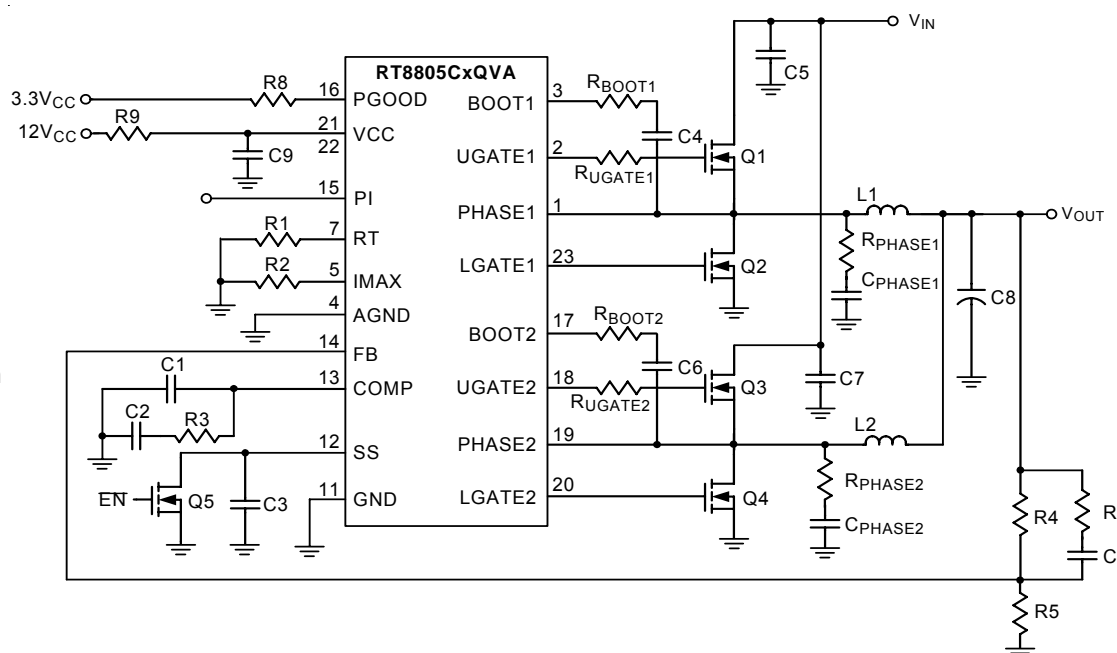 V_IN
RT8805CxQVA
C5
3.3V_CC
R8
16
PGOOD
BOOT1
3
R_BOOT1
12V_CC
R9
21
VCC
22
C9
C4
UGATE1
2
R_UGATE1
Q1
15
PI
PHASE1
1
L1
V_OUT
R1
7
RT
R_PHASE1
R2
5
IMAX
LGATE1
23
Q2
C_PHASE1
C8
4
AGND
BOOT2
17
R_BOOT2
14
FB
C1
13
COMP
UGATE2
18
R_UGATE2
C6
Q3
C7
C2
R3
12
SS
PHASE2
19
L2
EN
Q5
C3
11
GND
LGATE2
20
Q4
R_PHASE2
C_PHASE2
R4
R
C
R5